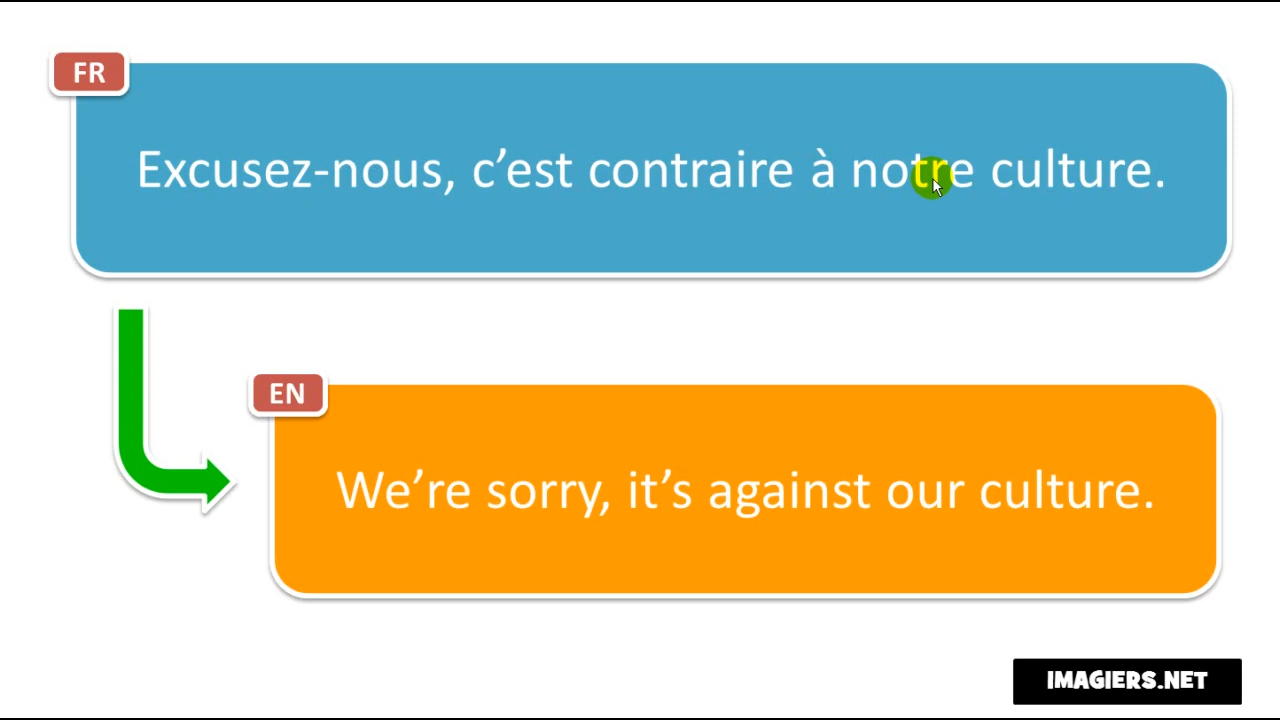 FR
Excusez-nous, c’est contraire à notre culture.
EN
We’re sorry, it’s against our culture.
IMAGIERS.NET